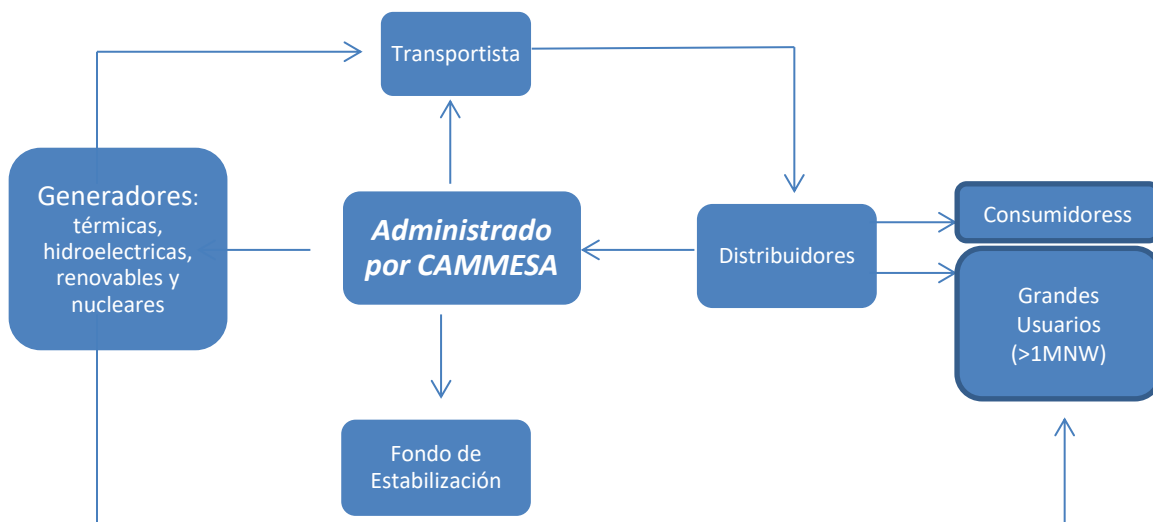 Transportista
Generadores:
térmicas,
hidroelectricas,
renovables y
nucleares
Administrado
por CAMMESA
Distribuidores
Consumidoress
Grandes
Usuarios
(>1MNW)
Fondo de
Estabilización